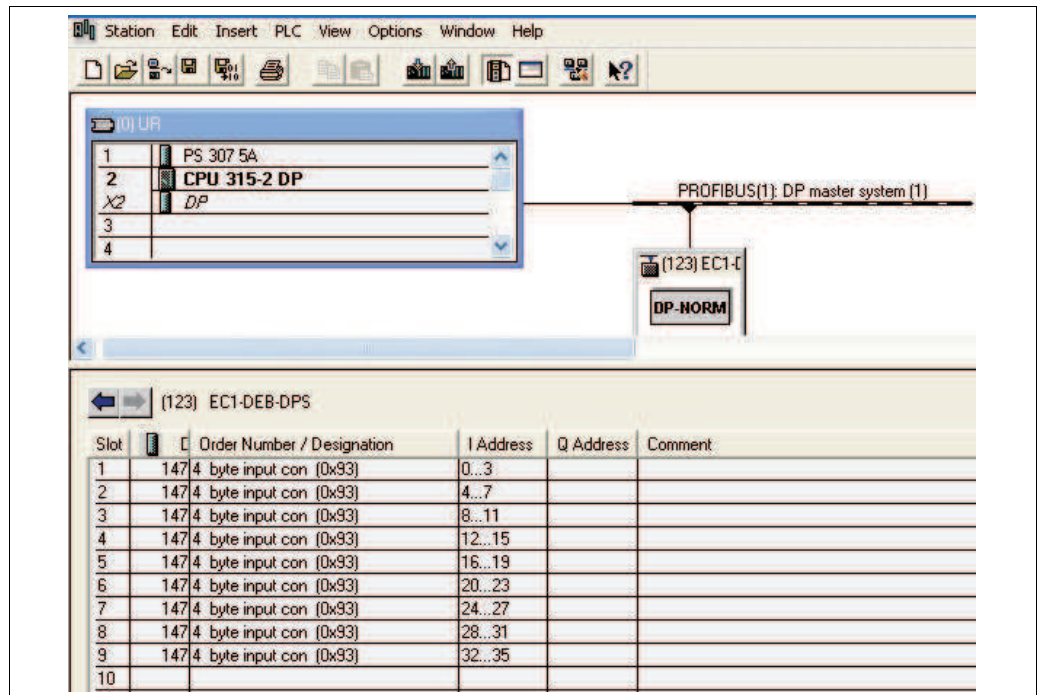 Station Edit Insert PLC View Options Window Help
(0) UR
1 PS 307 5A
2 CPU 315-2 DP
X2 DP
3
4
PROFIBUS(1): DP master system (1)
(123) EC1-D
DP-NORM
(123) EC1-DEB-DPS
Slot D Order Number / Designation I Address Q Address Comment
1 147 4 byte input con (0x93) 0...3
2 147 4 byte input con (0x93) 4...7
3 147 4 byte input con (0x93) 8...11
4 147 4 byte input con (0x93) 12...15
5 147 4 byte input con (0x93) 16...19
6 147 4 byte input con (0x93) 20...23
7 147 4 byte input con (0x93) 24...27
8 147 4 byte input con (0x93) 28...31
9 147 4 byte input con (0x93) 32...35
10